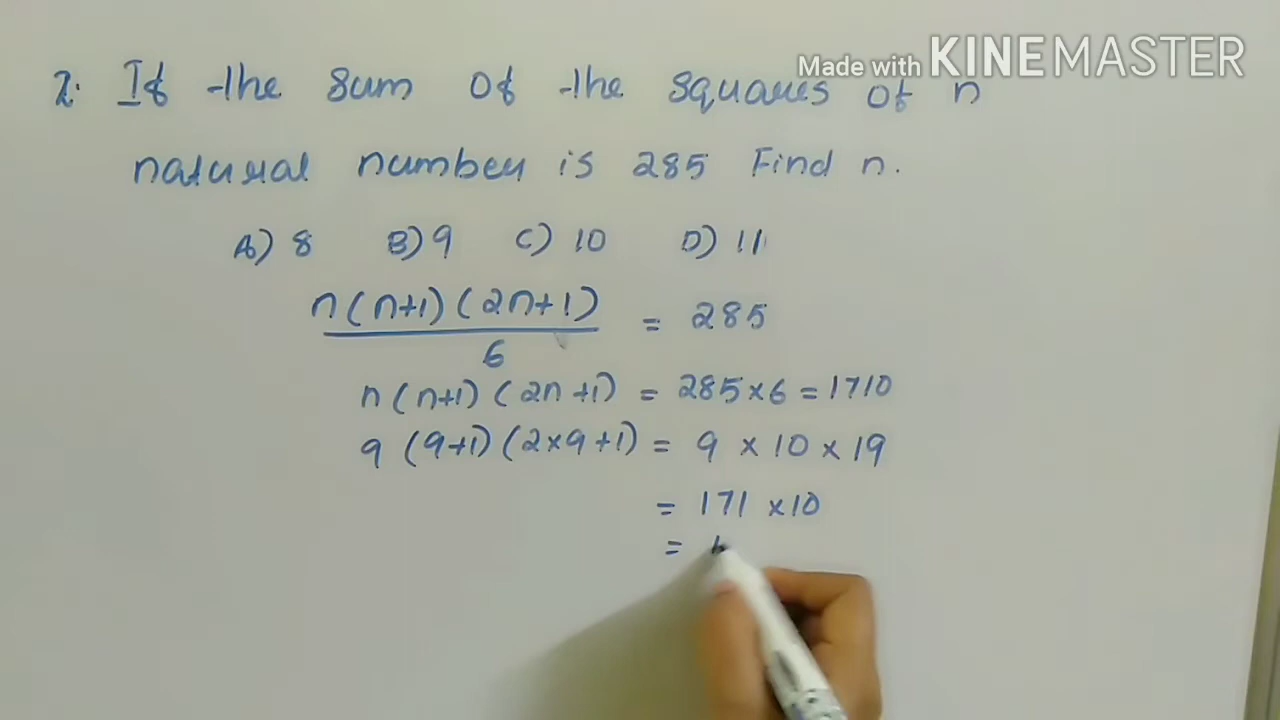 Made with KINEMASTER
2. If the sum of the squares of n
natural number is 285 Find n.
A) 8 B) 9 C) 10 D) 11
n(n+1)(2n+1)
6
= 285
n(n+1)(2n+1) = 285×6 = 1710
9(9+1)(2×9+1) = 9 × 10 × 19
= 171 × 10
=